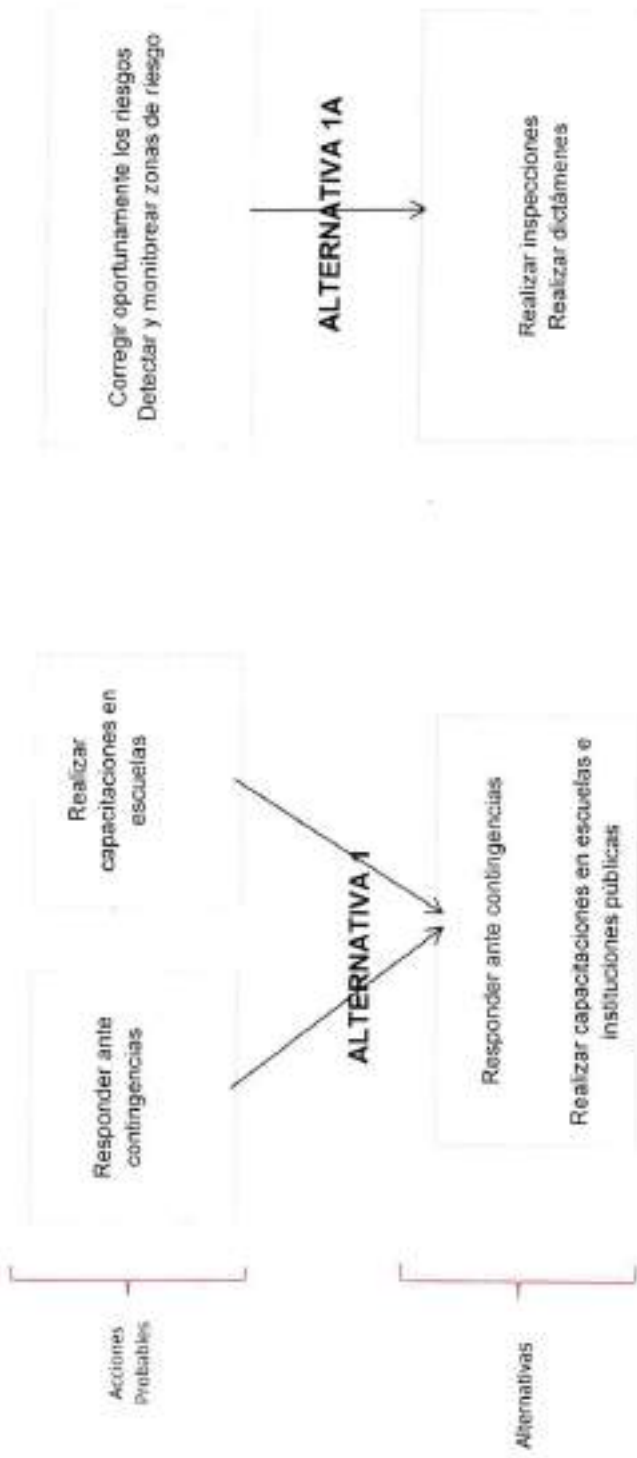 Acciones
Probables
Responder ante
contingencias
Realizar
capacitaciones en
escuelas
Corregir oportunamente los riesgos
Detectar y monitorear zonas de riesgo
ALTERNATIVA 1
ALTERNATIVA 1A
Alternativas
Responder ante contingencias
Realizar capacitaciones en escuelas e
instituciones públicas
Realizar inspecciones
Realizar dictámenes